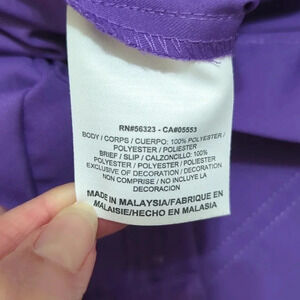 RN#56323 - CA#05553
BODY / CORPS / CUERPO: 100% POLYESTER /
POLYESTER / POLIESTER
BRIEF / SLIP / CALZONCILLO: 100%
POLYESTER / POLYESTER / POLIESTER
EXCLUSIVE OF DECORATION / DECORATION
NON COMPRISE / NO INCLUYE LA
DECORACION
MADE IN MALAYSIA/FABRIQUE EN
MALAISIE/HECHO EN MALASIA